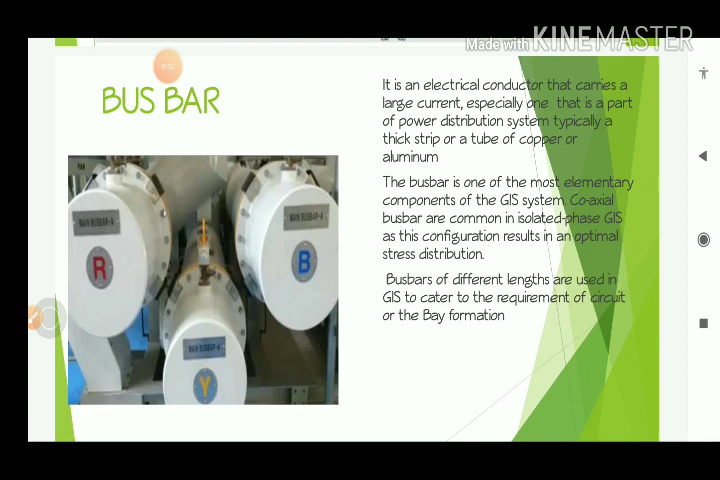 Made with KINEMASTER
BUS BAR
It is an electrical conductor that carries a
large current, especially one that is a part
of power distribution system typically a
thick strip or a tube of copper or
aluminum
The busbar is one of the most elementary
components of the GIS system. Co-axial
busbar are common in isolated-phase GIS
as this configuration results in an optimal
stress distribution.
Busbars of different lengths are used in
GIS to cater to the requirement of circuit
or the Bay formation
MAIN BUSBAR-A
R
MAIN BUSBAR-A
B
MAIN BUSBAR-A
Y